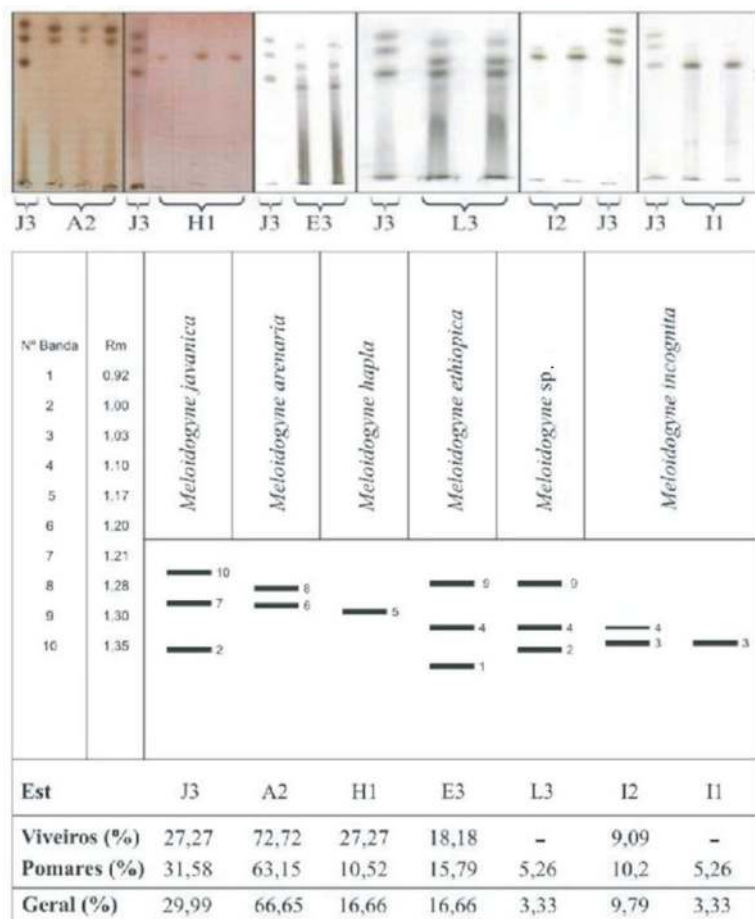 J3 A2 J3 H1 J3 E3 J3 L3 I2 J3 J3 I1
Nº Banda Rm
1 0,92
2 1,00
3 1,03
4 1,10
5 1,17
6 1,20
7 1,21
8 1,28
9 1,30
10 1,35
Meloidogyne javanica
Meloidogyne arenaria
Meloidogyne hapla
Meloidogyne ethiopica
Meloidogyne sp.
Meloidogyne incognita
10
7
2
8
6
5
9
4
1
9
4
2
4
3
3
Est J3 A2 H1 E3 L3 I2 I1
Viveiros (%) 27,27 72,72 27,27 18,18 – 9,09 –
Pomares (%) 31,58 63,15 10,52 15,79 5,26 10,2 5,26
Geral (%) 29,99 66,65 16,66 16,66 3,33 9,79 3,33